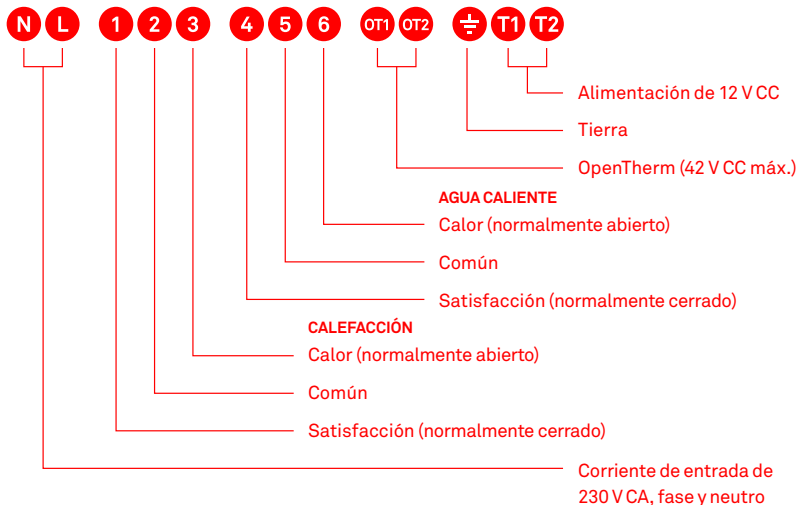 N L 1 2 3 4 5 6 OT1 OT2 T1 T2
Alimentación de 12 V CC
Tierra
OpenTherm (42 V CC máx.)
AGUA CALIENTE
Calor (normalmente abierto)
Común
Satisfacción (normalmente cerrado)
CALEFACCIÓN
Calor (normalmente abierto)
Común
Satisfacción (normalmente cerrado)
Corriente de entrada de
230 V CA, fase y neutro